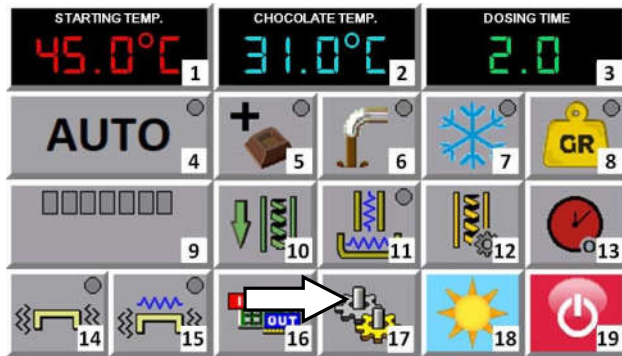 STARTING TEMP. CHOCOLATE TEMP. DOSING TIME
45.0°C 31.0°C 2.0
1 2 3
AUTO GR
4 5 6 7 8
9 10 11 12 13
OUT
14 15 16 17 18 19